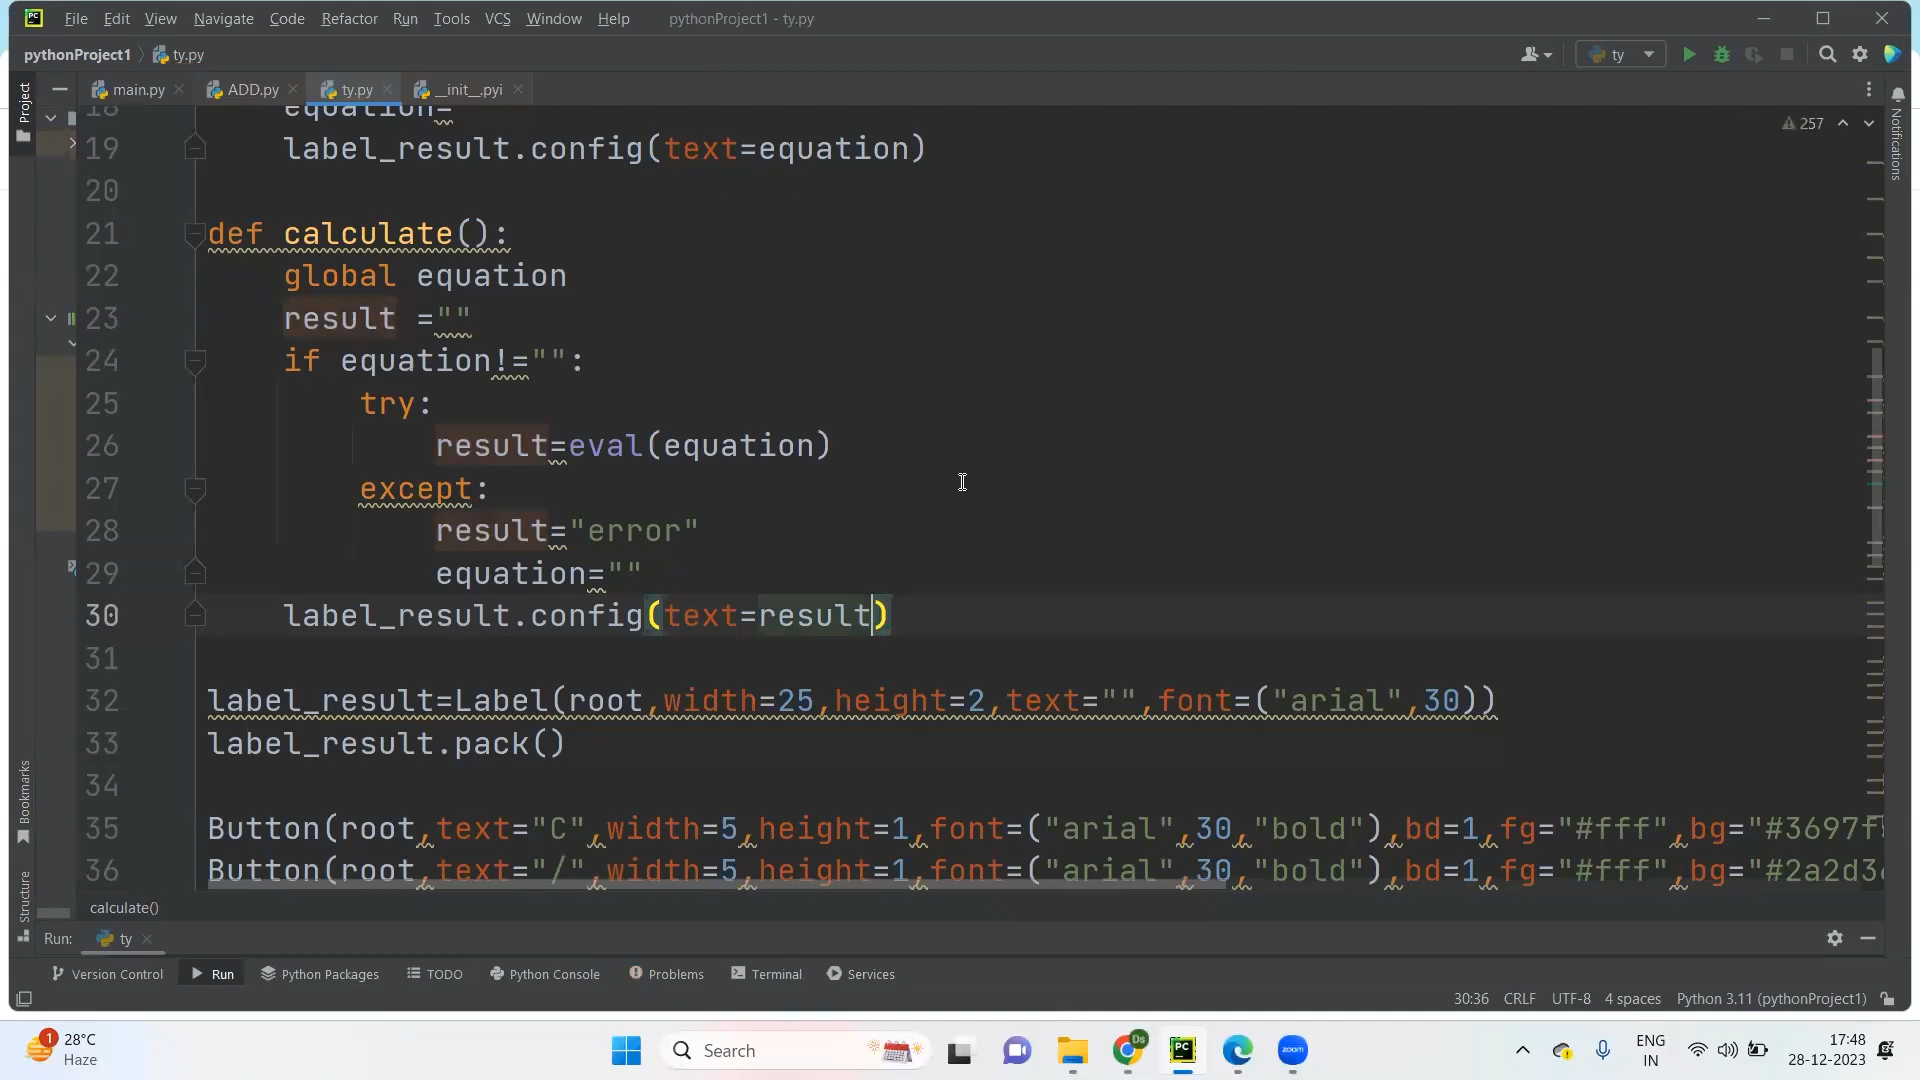 File Edit View Navigate Code Refactor Run Tools VCS Window Help pythonProject1 - ty.py
pythonProject1 ty.py ty
Project
main.py ADD.py ty.py __init__.pyi
Notifications
257
18 equation=
19 label_result.config(text=equation)
20
21 def calculate():
22 global equation
23 result =""
24 if equation!="":
25 try:
26 result=eval(equation)
27 except:
28 result="error"
29 equation=""
30 label_result.config(text=result)
31
32 label_result=Label(root,width=25,height=2,text="",font=("arial",30))
33 label_result.pack()
34
35 Button(root,text="C",width=5,height=1,font=("arial",30,"bold"),bd=1,fg="#fff",bg="#3697f
36 Button(root,text="/",width=5,height=1,font=("arial",30,"bold"),bd=1,fg="#fff",bg="#2a2d3
Bookmarks
Structure
calculate()
Run: ty
Version Control Run Python Packages TODO Python Console Problems Terminal Services
30:36 CRLF UTF-8 4 spaces Python 3.11 (pythonProject1)
1
28°C
Haze
Search
PC
Ds
zoom
ENG
IN
17:48
28-12-2023